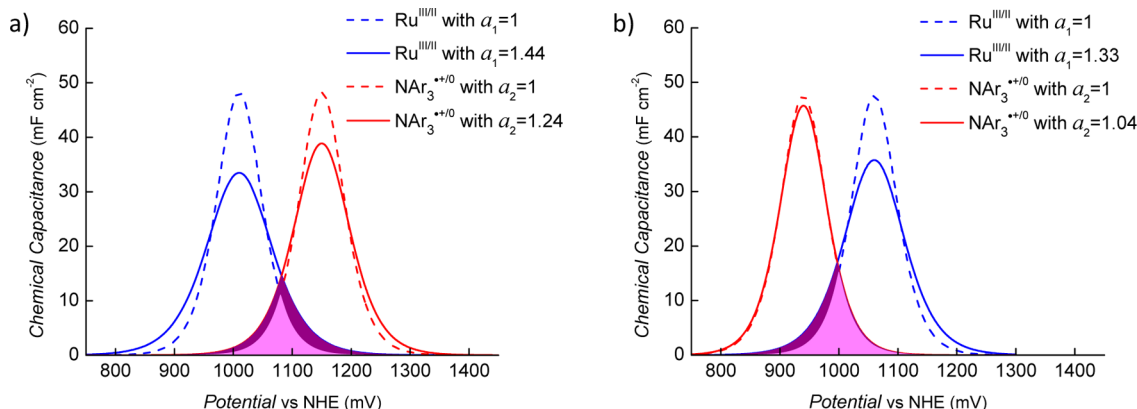 a)
Chemical Capacitance (mF cm⁻²)
60
50
40
30
20
10
0
Ruᴵᴵᴵ/ᴵᴵ with a₁=1
Ruᴵᴵᴵ/ᴵᴵ with a₁=1.44
NAr₃•⁺/⁰ with a₂=1
NAr₃•⁺/⁰ with a₂=1.24
800 900 1000 1100 1200 1300 1400
Potential vs NHE (mV)
b)
Chemical Capacitance (mF cm⁻²)
60
50
40
30
20
10
0
Ruᴵᴵᴵ/ᴵᴵ with a₁=1
Ruᴵᴵᴵ/ᴵᴵ with a₁=1.33
NAr₃•⁺/⁰ with a₂=1
NAr₃•⁺/⁰ with a₂=1.04
800 900 1000 1100 1200 1300 1400
Potential vs NHE (mV)